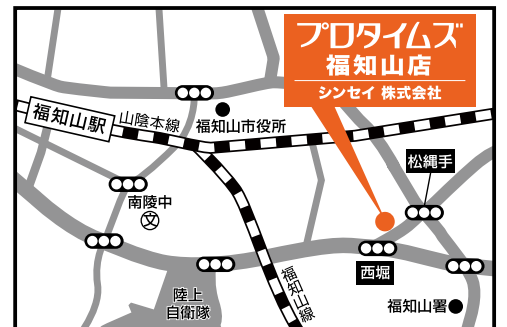 プロタイムズ
福知山店
シンセイ 株式会社
福知山駅
山陰本線
福知山市役所
松縄手
南陵中
文
西堀
陸上
自衛隊
福知山線
福知山署